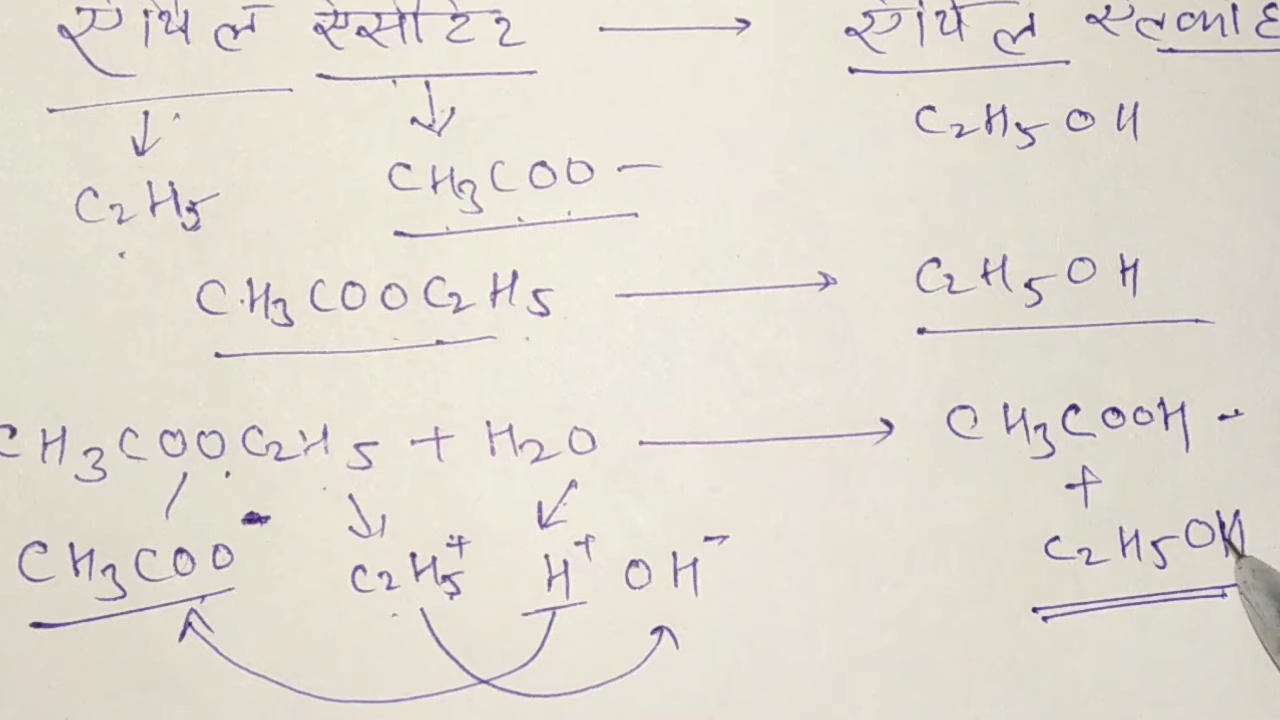 एथिल एसीटेट → एथिल एल्कोह
C2H5 CH3COO– C2H5OH
CH3COOC2H5 → C2H5OH
CH3COOC2H5 + H2O → CH3COOH
+
CH3COO- C2H5+ H+ OH- C2H5OH